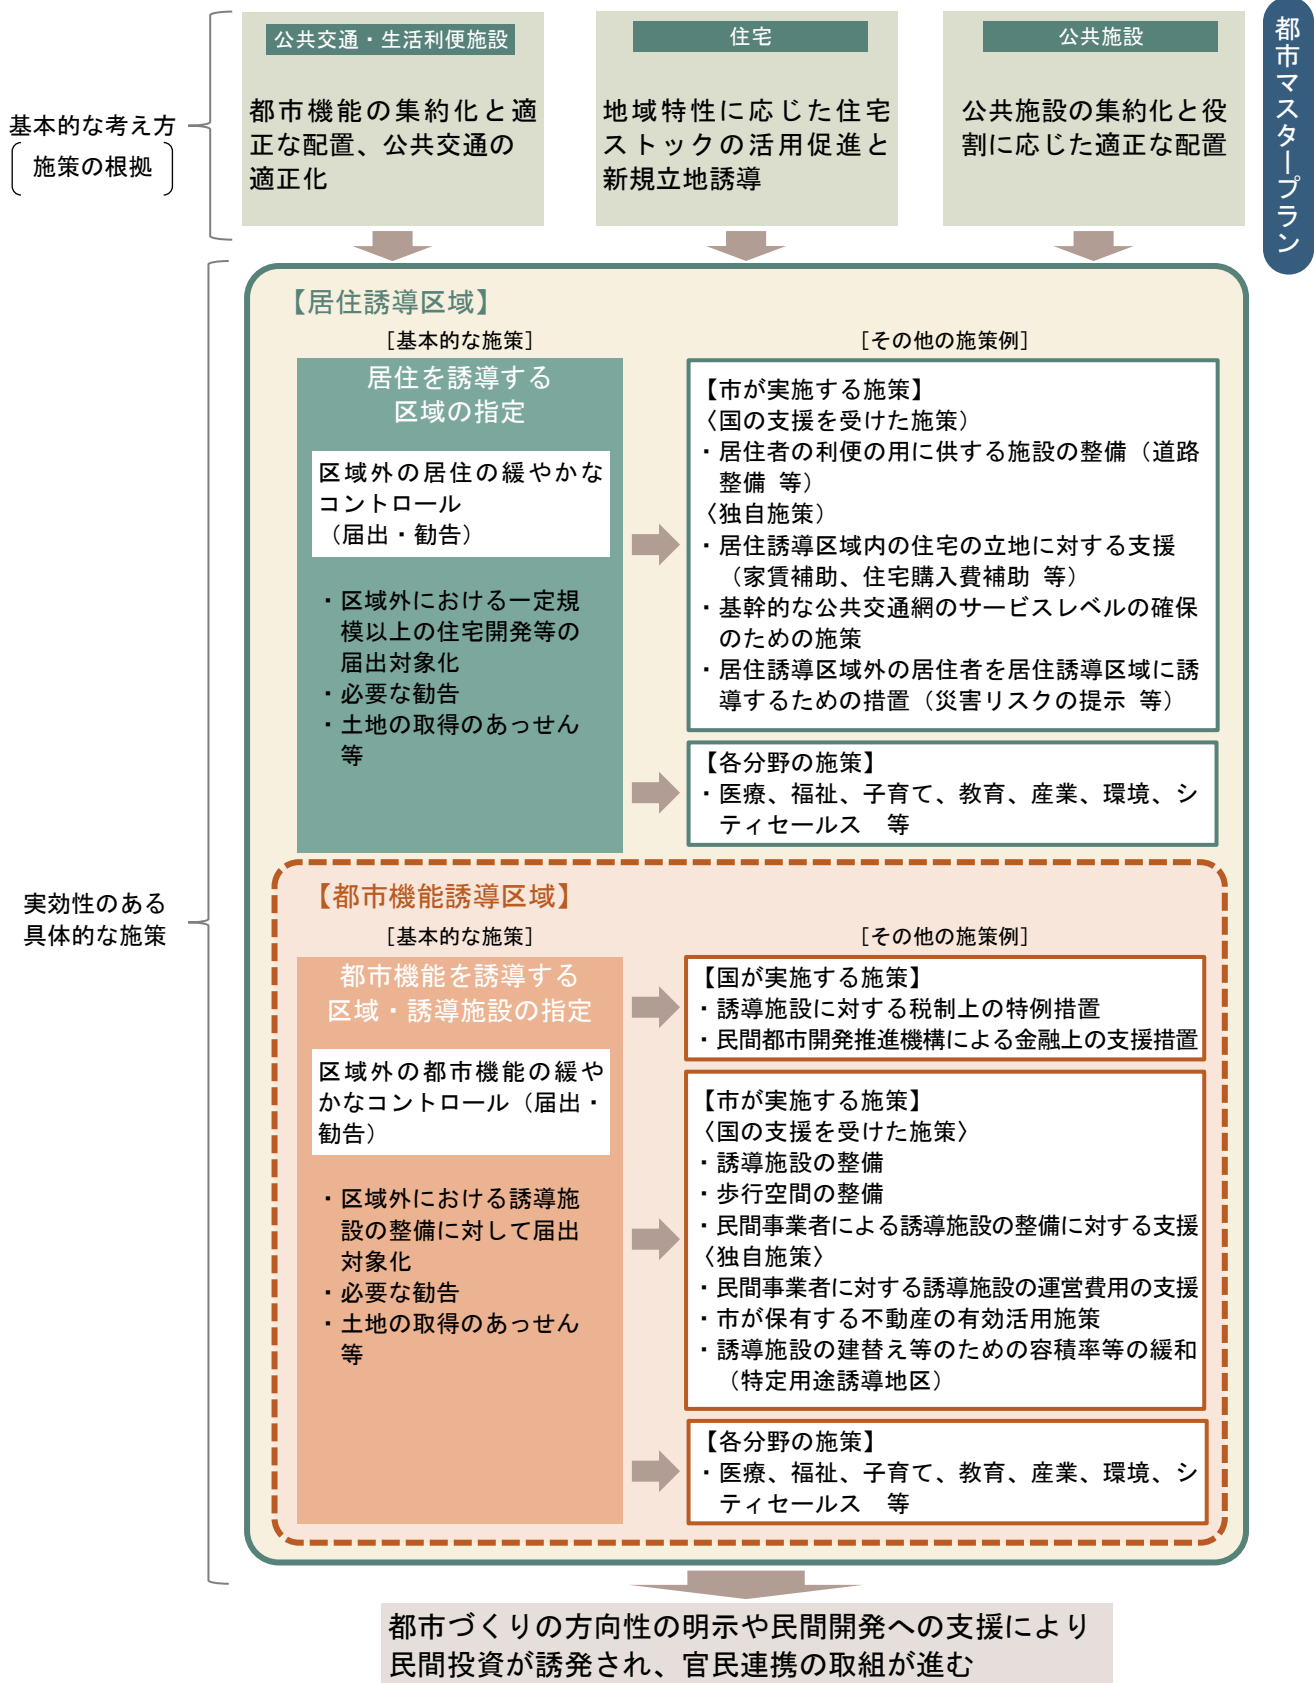 都市マスタープラン
基本的な考え方
施策の根拠
公共交通・生活利便施設
都市機能の集約化と適
正な配置、公共交通の
適正化
住宅
地域特性に応じた住宅
ストックの活用促進と
新規立地誘導
公共施設
公共施設の集約化と役
割に応じた適正な配置
実効性のある
具体的な施策
【居住誘導区域】
［基本的な施策］
居住を誘導する
区域の指定
区域外の居住の緩やかな
コントロール
（届出・勧告）
・区域外における一定規
模以上の住宅開発等の
届出対象化
・必要な勧告
・土地の取得のあっせん
等
［その他の施策例］
【市が実施する施策】
〈国の支援を受けた施策）
・居住者の利便の用に供する施設の整備（道路
整備 等）
〈独自施策）
・居住誘導区域内の住宅の立地に対する支援
（家賃補助、住宅購入費補助 等）
・基幹的な公共交通網のサービスレベルの確保
のための施策
・居住誘導区域外の居住者を居住誘導区域に誘
導するための措置（災害リスクの提示 等）
【各分野の施策】
・医療、福祉、子育て、教育、産業、環境、シ
ティセールス 等
【都市機能誘導区域】
［基本的な施策］
都市機能を誘導する
区域・誘導施設の指定
区域外の都市機能の緩や
かなコントロール（届出・
勧告）
・区域外における誘導施
設の整備に対して届出
対象化
・必要な勧告
・土地の取得のあっせん
等
［その他の施策例］
【国が実施する施策】
・誘導施設に対する税制上の特例措置
・民間都市開発推進機構による金融上の支援措置
【市が実施する施策】
〈国の支援を受けた施策〉
・誘導施設の整備
・歩行空間の整備
・民間事業者による誘導施設の整備に対する支援
〈独自施策〉
・民間事業者に対する誘導施設の運営費用の支援
・市が保有する不動産の有効活用施策
・誘導施設の建替え等のための容積率等の緩和
（特定用途誘導地区）
【各分野の施策】
・医療、福祉、子育て、教育、産業、環境、シ
ティセールス 等
都市づくりの方向性の明示や民間開発への支援により
民間投資が誘発され、官民連携の取組が進む